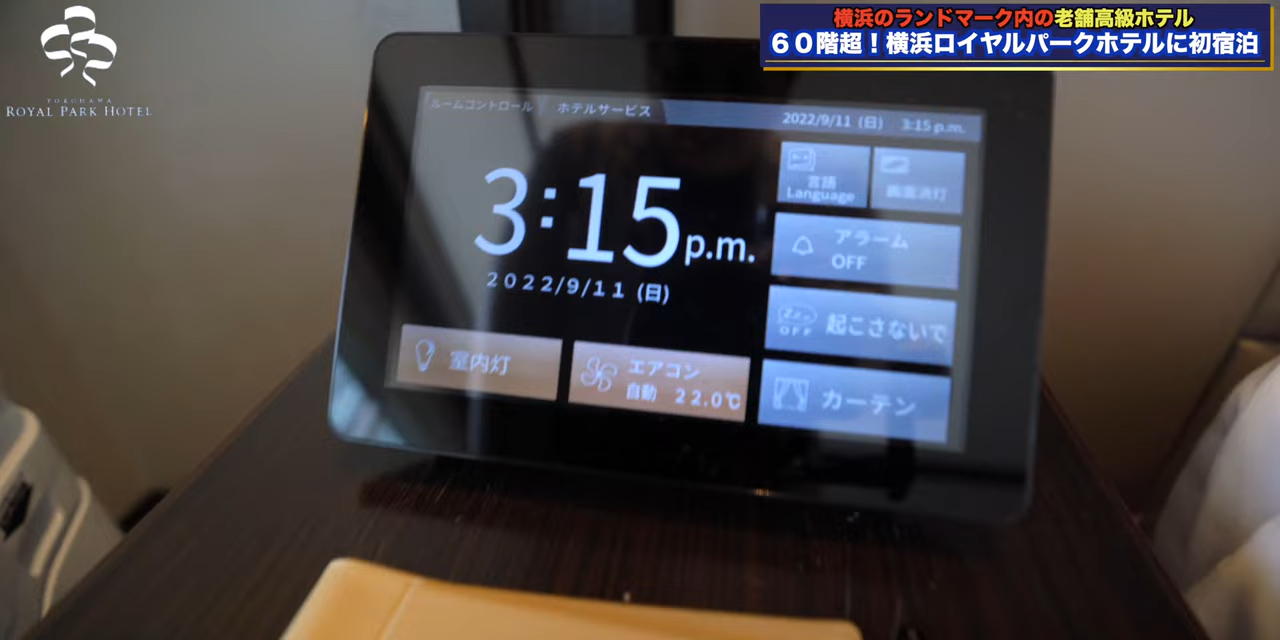 横浜のランドマーク内の老舗高級ホテル
60階超！横浜ロイヤルパークホテルに初宿泊
YOKOHAMA
ROYAL PARK HOTEL
ルームコントロール ホテルサービス 2022/9/11 (日) 3:15 p.m.
3:15 p.m.
2022/9/11 (日)
言語
Language
画面消灯
アラーム
OFF
OFF 起こさないで
カーテン
室内灯
エアコン
自動 22.0℃